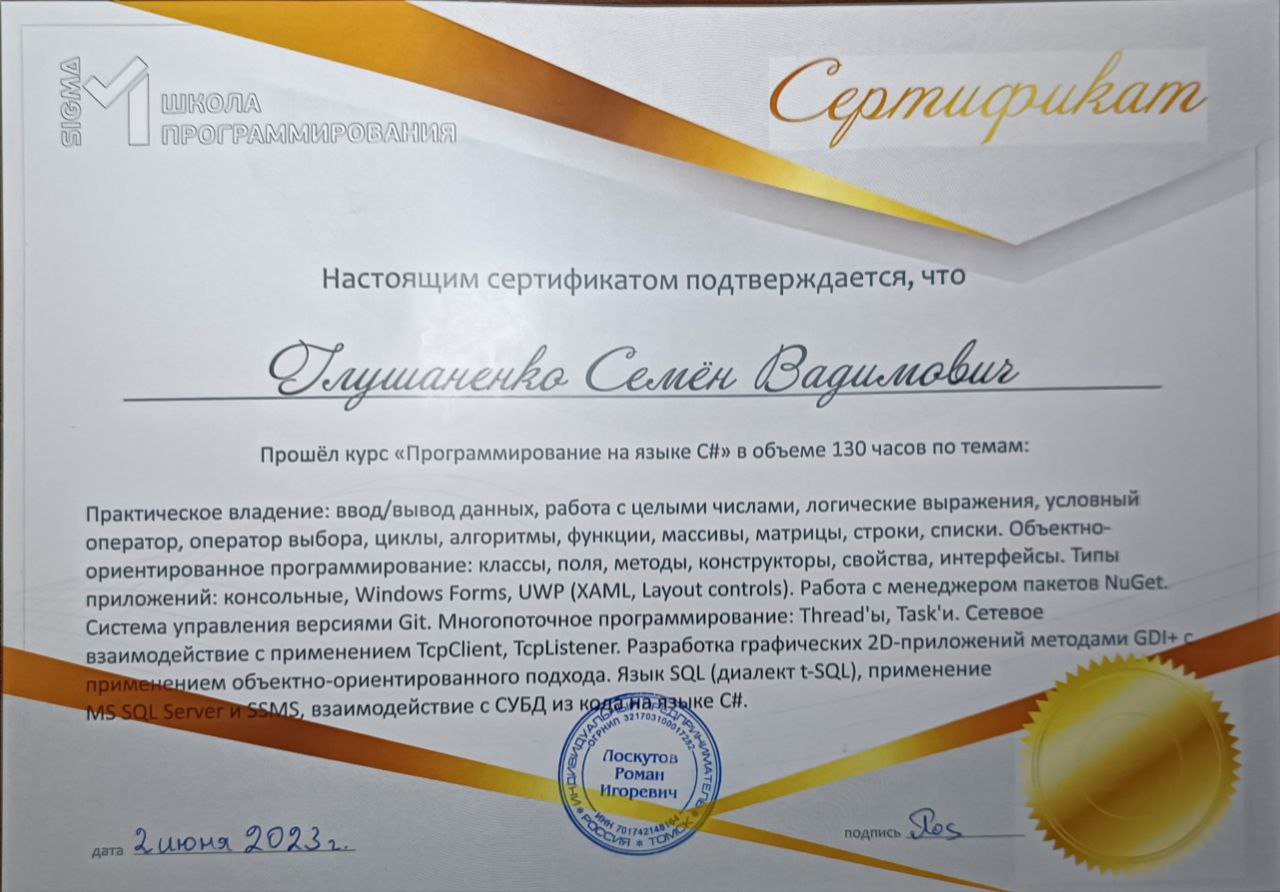 SIGMA
ШКОЛА
ПРОГРАММИРОВАНИЯ
Сертификат
Настоящим сертификатом подтверждается, что
Глушаненко Семён Вадимович
Прошёл курс «Программирование на языке C#» в объеме 130 часов по темам:
Практическое владение: ввод/вывод данных, работа с целыми числами, логические выражения, условный
оператор, оператор выбора, циклы, алгоритмы, функции, массивы, матрицы, строки, списки. Объектно-
ориентированное программирование: классы, поля, методы, конструкторы, свойства, интерфейсы. Типы
приложений: консольные, Windows Forms, UWP (XAML, Layout controls). Работа с менеджером пакетов NuGet.
Система управления версиями Git. Многопоточное программирование: Thread'ы, Task'и. Сетевое
взаимодействие с применением TcpClient, TcpListener. Разработка графических 2D-приложений методами GDI+ с
применением объектно-ориентированного подхода. Язык SQL (диалект t-SQL), применение
MS SQL Server и SSMS, взаимодействие с СУБД из кода на языке C#.
ИНДИВИДУАЛЬНЫЙ ПРЕДПРИНИМАТЕЛЬ
ОГРНИП 321703100017282
Лоскутов
Роман
Игоревич
ИНН 701742148164
РОССИЯ * ТОМСК
дата 2 июня 2023 г.
подпись